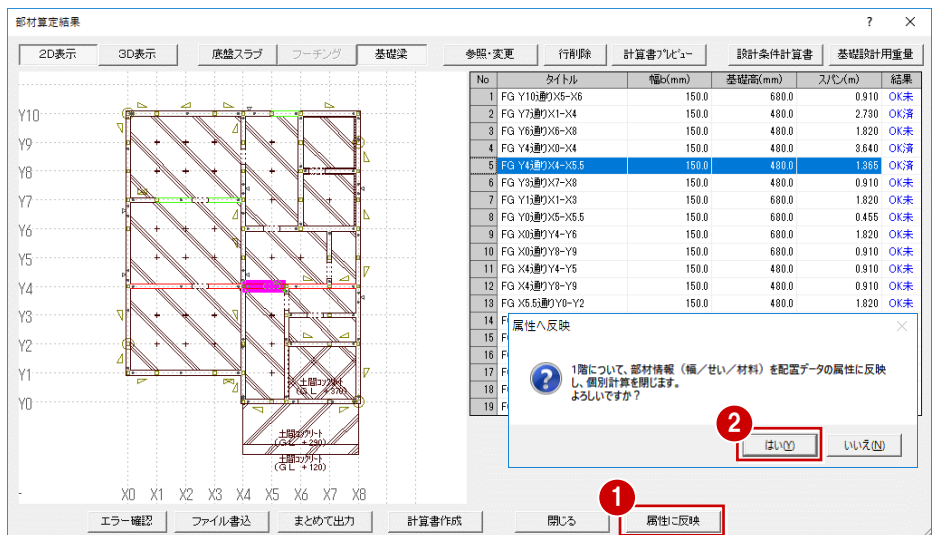 部材算定結果
? ×
2D表示 3D表示 底盤スラブ フーチング 基礎梁 参照・変更 行削除 計算書プレビュー 設計条件計算書 基礎設計用重量
No タイトル 幅b(mm) 基礎高(mm) スパン(m) 結果
1 FG Y10通りX5-X6 150.0 680.0 0.910 OK未
2 FG Y7通りX1-X4 150.0 480.0 2.730 OK済
3 FG Y6通りX6-X8 150.0 480.0 1.820 OK未
4 FG Y4通りX0-X4 150.0 480.0 3.640 OK済
5 FG Y4通りX4-X5.5 150.0 480.0 1.365 OK済
6 FG Y3通りX7-X8 150.0 480.0 0.910 OK未
7 FG Y1通りX1-X3 150.0 480.0 1.820 OK未
8 FG Y0通りX5-X5.5 150.0 680.0 0.455 OK未
9 FG X0通りY4-Y6 150.0 680.0 1.820 OK未
10 FG X0通りY8-Y9 150.0 680.0 0.910 OK未
11 FG X4通りY4-Y5 150.0 480.0 0.910 OK未
12 FG X4通りY8-Y9 150.0 480.0 0.910 OK未
13 FG X5.5通りY0-Y2 150.0 480.0 1.820 OK未
14 F
15 F
16 F
17 F
18 F
19 F
Y10
Y9
Y8
Y7
Y6
Y5
Y4
Y3
Y2
Y1
Y0
土間コンクリート
(GL +370)
土間コンクリート
(GL +290)
土間コンクリート
(GL +120)
X0 X1 X2 X3 X4 X5 X6 X7 X8
属性へ反映 ×
1階について、部材情報（幅／せい／材料）を配置データの属性に反映
し、個別計算を閉じます。
よろしいですか？
2
はい(Y) いいえ(N)
1
エラー確認 ファイル書込 まとめて出力 計算書作成 閉じる 属性に反映